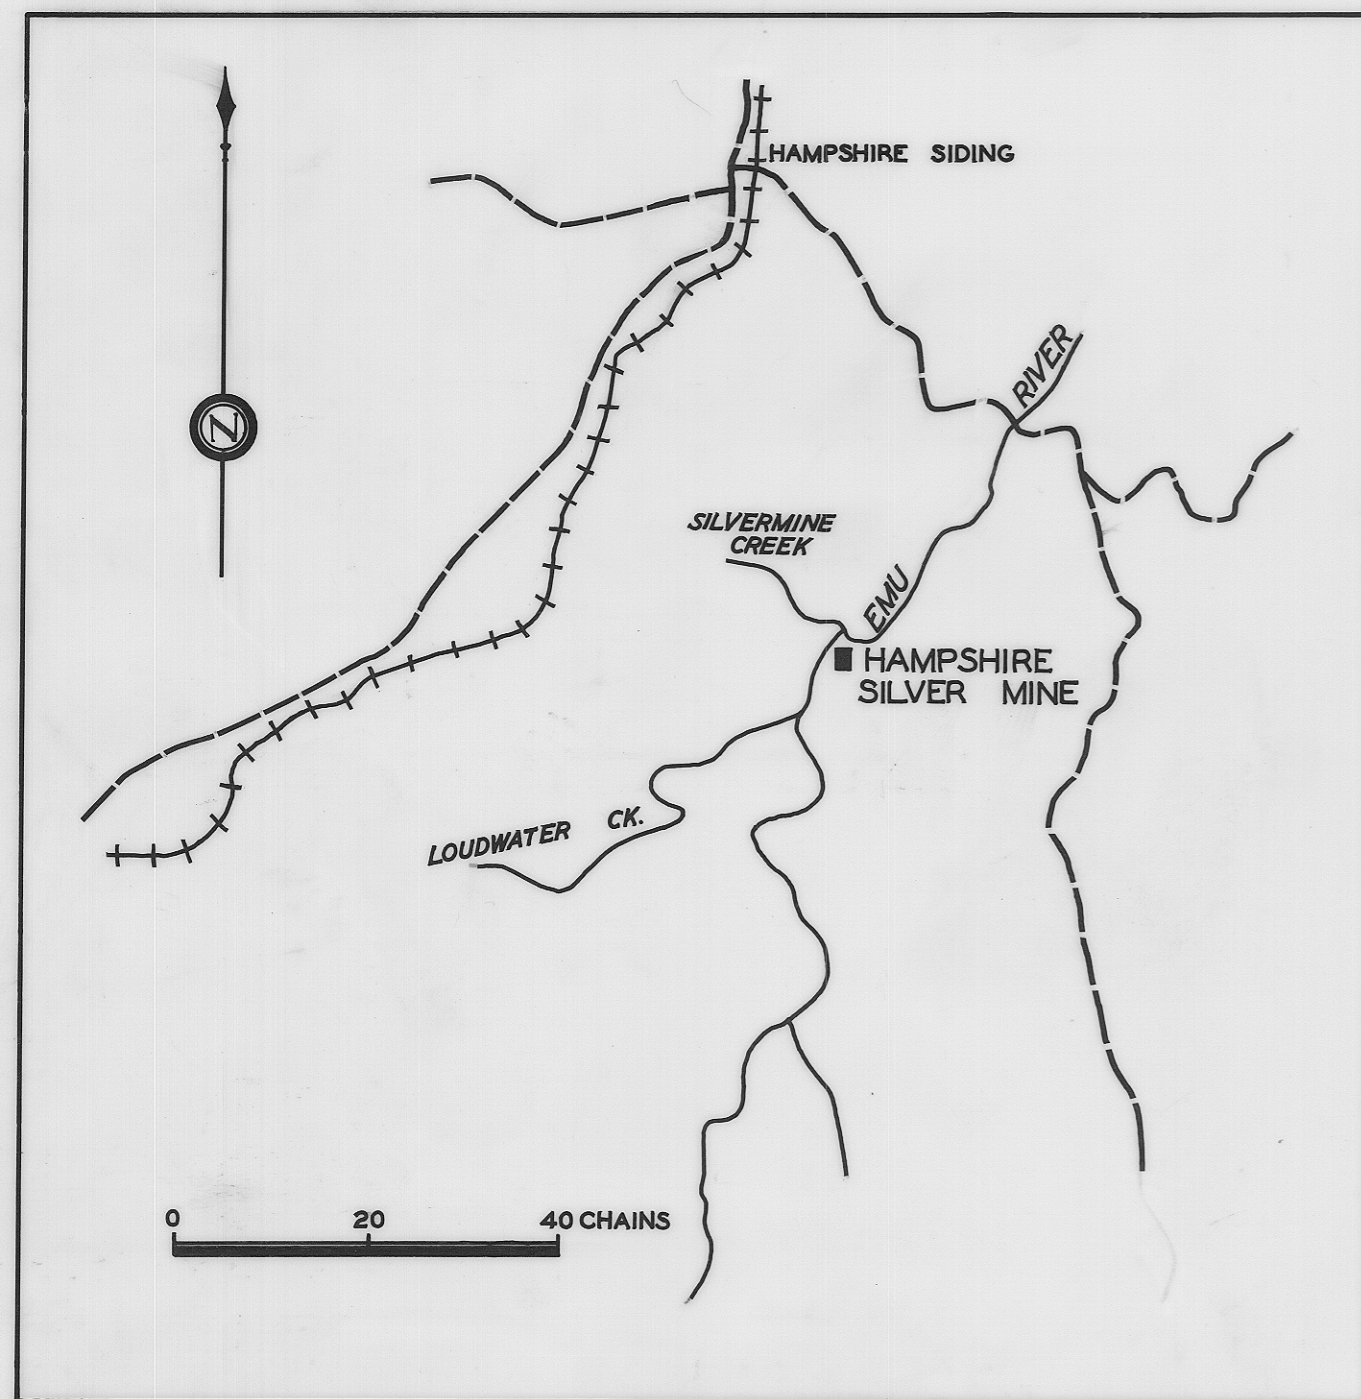 HAMPSHIRE SIDING
RIVER
N
SILVERMINE
CREEK
EMU
HAMPSHIRE
SILVER MINE
LOUDWATER CK.
0 20 40 CHAINS